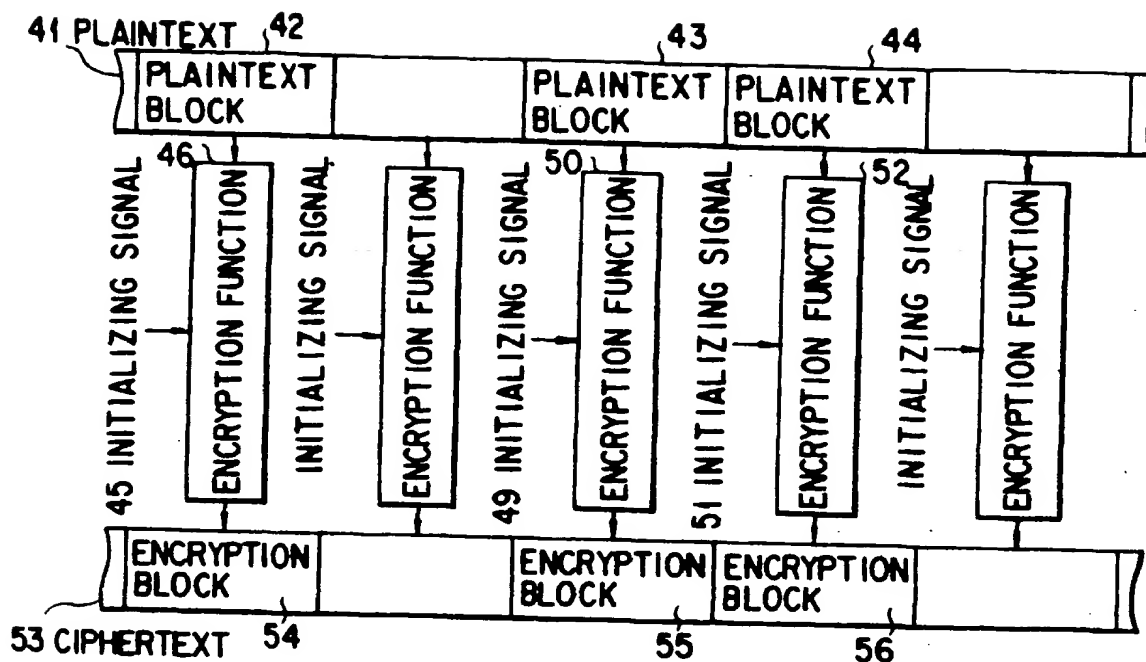 41 PLAINTEXT 42 43 44
PLAINTEXT BLOCK
PLAINTEXT BLOCK
PLAINTEXT BLOCK
46
50
52
45 INITIALIZING SIGNAL
ENCRYPTION FUNCTION
INITIALIZING SIGNAL
ENCRYPTION FUNCTION
49 INITIALIZING SIGNAL
ENCRYPTION FUNCTION
51 INITIALIZING SIGNAL
ENCRYPTION FUNCTION
INITIALIZING SIGNAL
ENCRYPTION FUNCTION
ENCRYPTION BLOCK
ENCRYPTION BLOCK
ENCRYPTION BLOCK
53 CIPHERTEXT 54 55 56